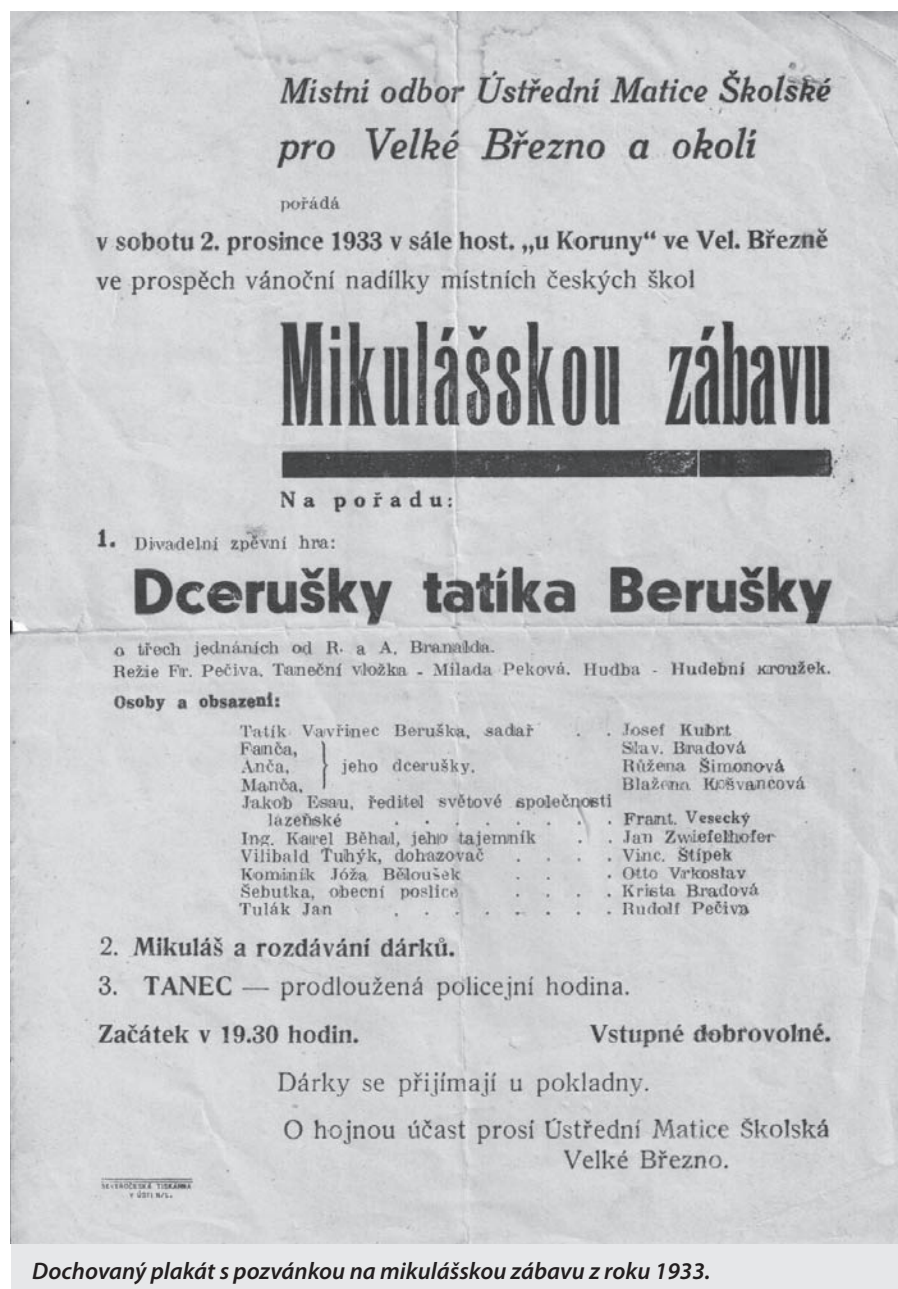 Mistni odbor Ústřední Matice Školské
pro Velké Březno a okolí
pořádá
v sobotu 2. prosince 1933 v sále host. „u Koruny“ ve Vel. Březně
ve prospěch vánoční nadílky místních českých škol
Mikulášskou zábavu
Na pořadu:
1. Divadelní zpěvní hra:
Dcerušky tatíka Berušky
o třech jednáních od R. a A. Branalda.
Režie Fr. Pečiva. Taneční vložka - Milada Peková. Hudba - Hudební kroužek.
Osoby a obsazení:
Tatík Vavřinec Beruška, sadař . . Josef Kubrt
Fanča, Slav. Bradová
Anča, } jeho dcerušky, Růžena Šimonová
Manča, Blažena Košvancová
Jakob Esau, ředitel světové společnosti
lázeňské . . . . . . . . Frant. Vesecký
Ing. Karel Běhal, jeho tajemník . . Jan Zwiefelhofer
Vilibald Tuhýk, dohazovač . . . . Vinc. Štípek
Kominík Jóža Běloušek . . . Otto Vrkoslav
Šebutka, obecní poslice . . . . Krista Bradová
Tulák Jan . . . . . . . . Rudolf Pečiva
2. Mikuláš a rozdávání dárků.
3. TANEC — prodloužená policejní hodina.
Začátek v 19.30 hodin. Vstupné dobrovolné.
Dárky se přijímají u pokladny.
O hojnou účast prosí Ústřední Matice Školská
Velké Březno.
SEVEROČESKÁ TISKÁRNA
V ÚSTÍ N/L.
Dochovaný plakát s pozvánkou na mikulášskou zábavu z roku 1933.